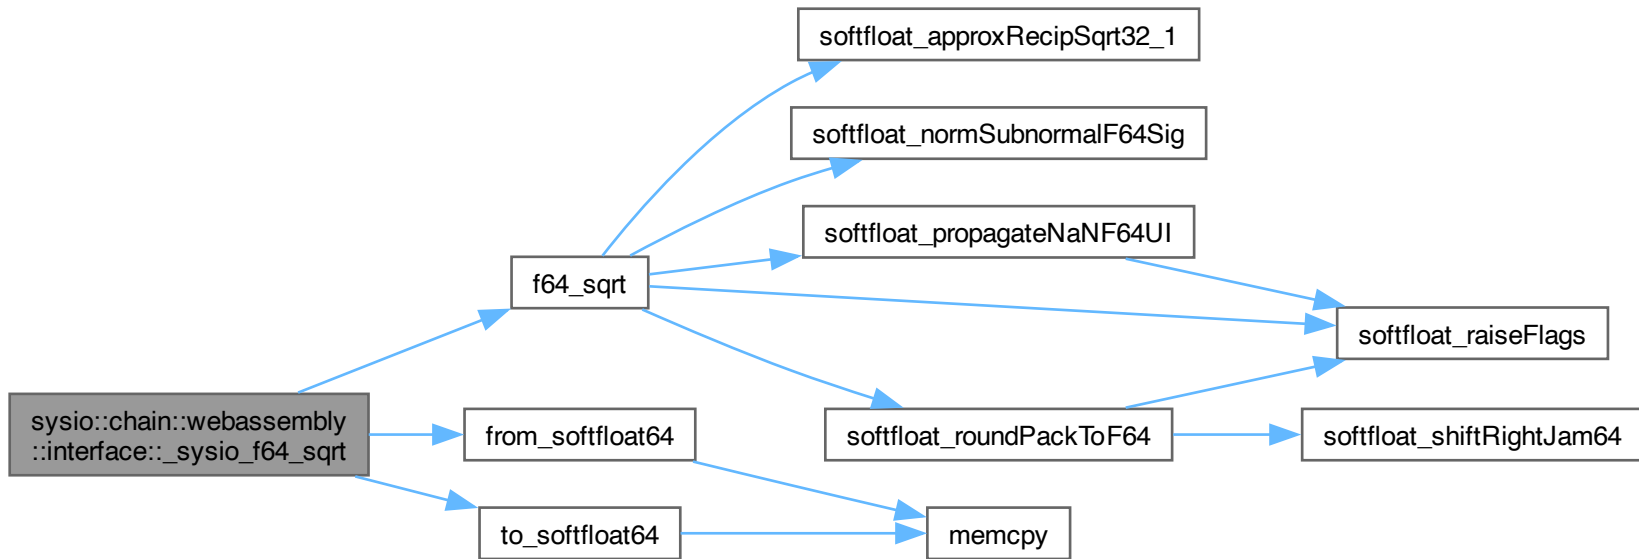 softfloat_approxRecipSqrt32_1
softfloat_normSubnormalF64Sig
softfloat_propagateNaNF64UI
f64_sqrt
softfloat_raiseFlags
sysio::chain::webassembly
::interface::_sysio_f64_sqrt
from_softfloat64
softfloat_roundPackToF64
softfloat_shiftRightJam64
to_softfloat64
memcpy